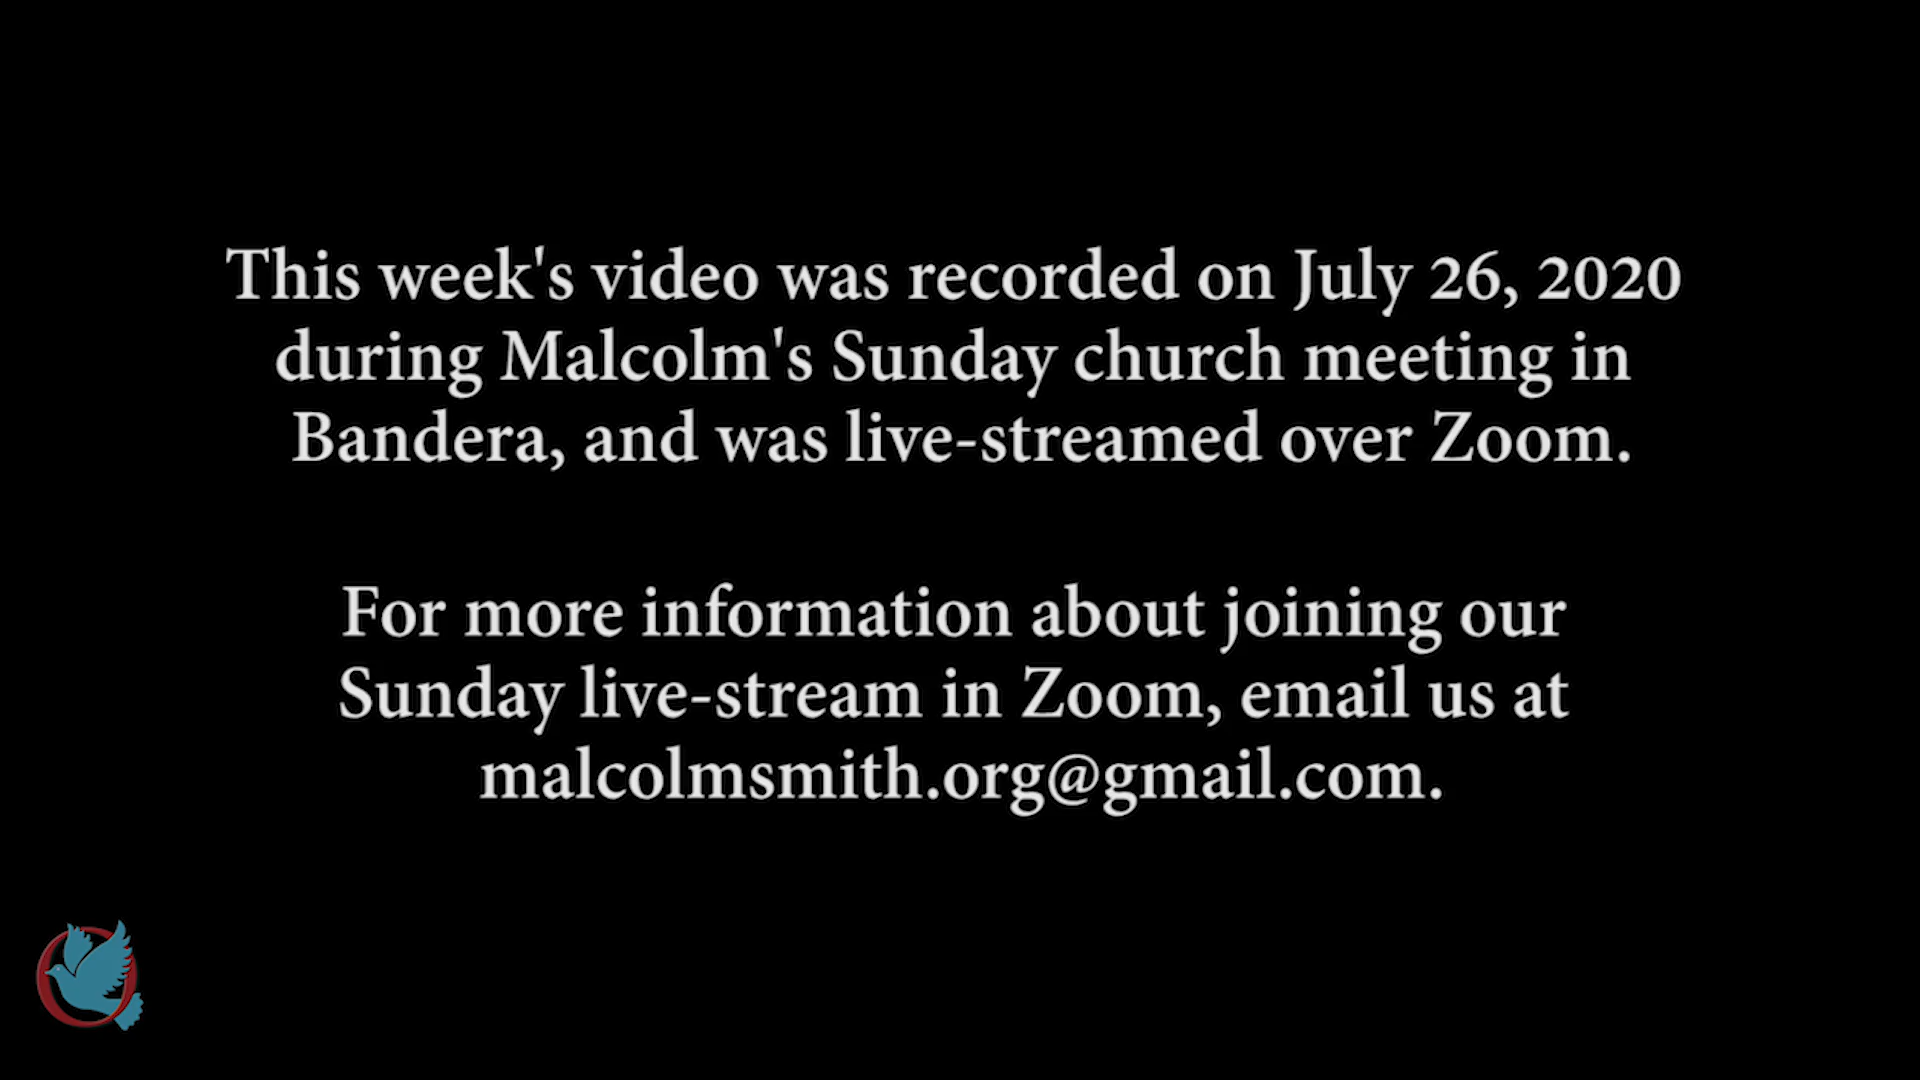 This week's video was recorded on July 26, 2020
during Malcolm's Sunday church meeting in
Bandera, and was live-streamed over Zoom.
For more information about joining our
Sunday live-stream in Zoom, email us at
malcolmsmith.org@gmail.com.